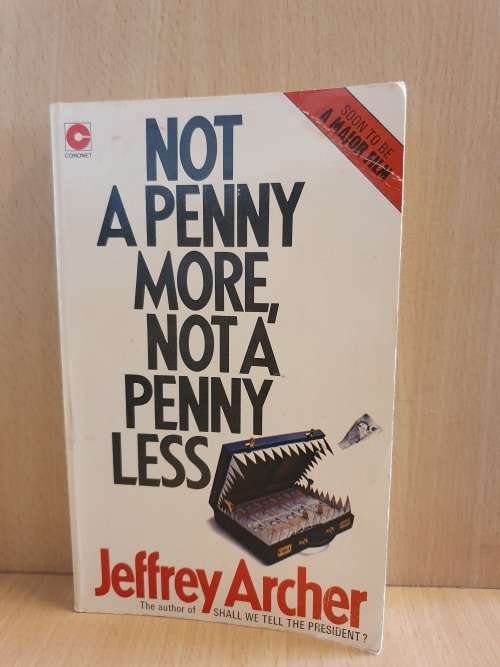 CORONET
SOON TO BE
A MAJOR FILM
NOT
A PENNY
MORE,
NOT A
PENNY
LESS
Jeffrey Archer
The author of SHALL WE TELL THE PRESIDENT?